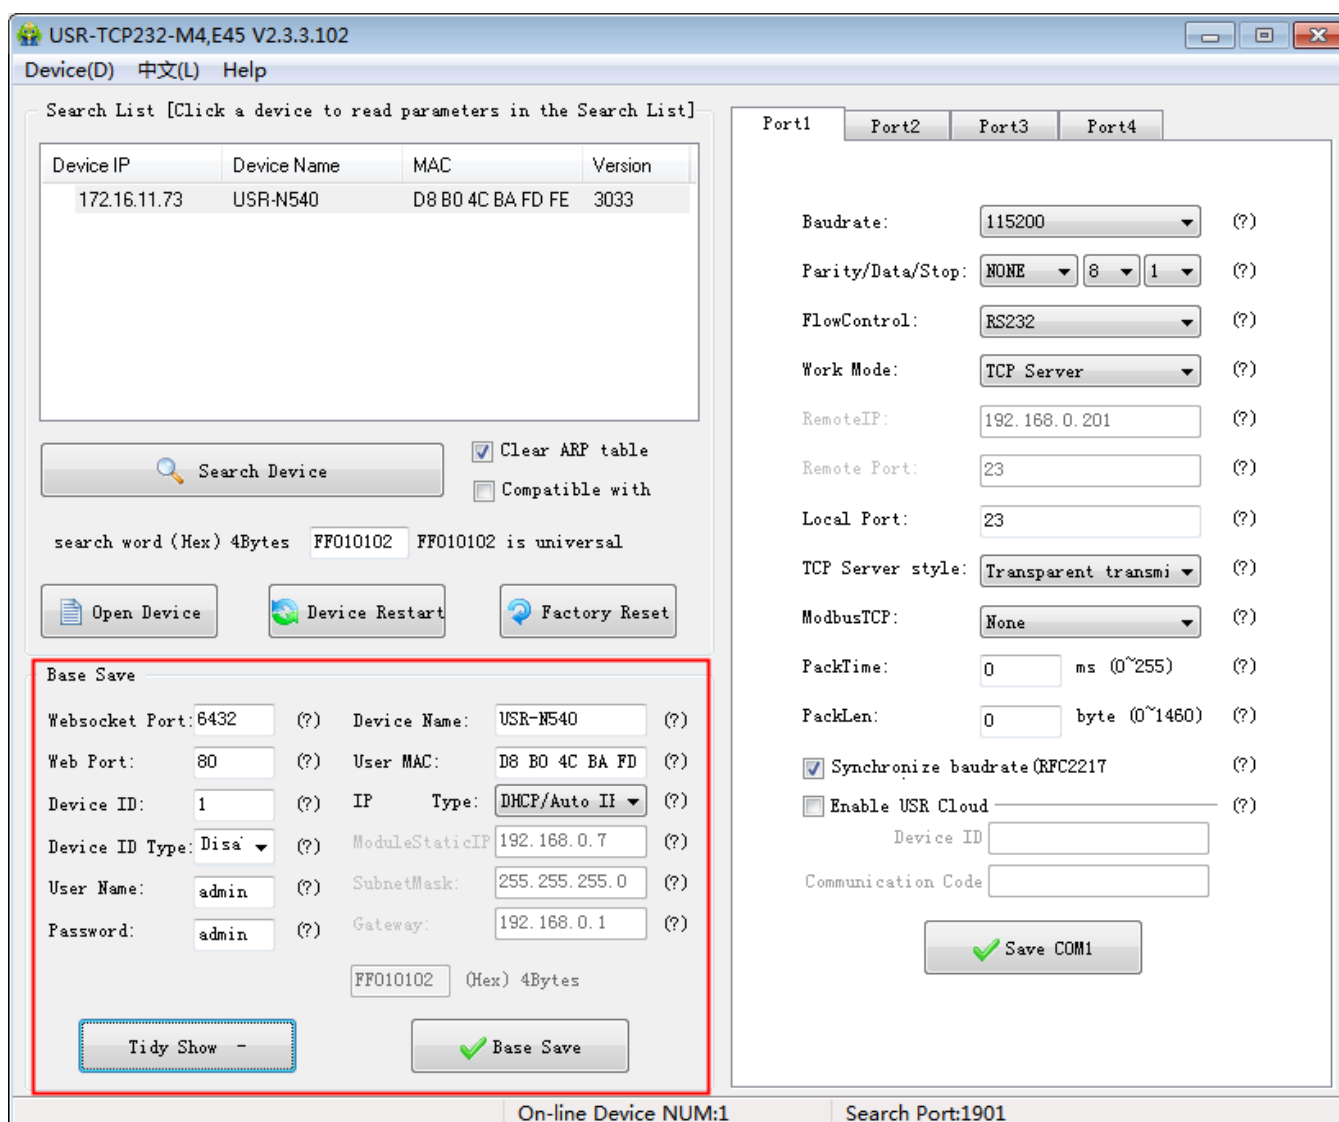 USR-TCP232-M4,E45 V2.3.3.102
Device(D) 中文(L) Help
Search List [Click a device to read parameters in the Search List]
Device IP Device Name MAC Version
172.16.11.73 USR-N540 D8 B0 4C BA FD FE 3033
Search Device
Clear ARP table
Compatible with
search word (Hex) 4Bytes FF010102 FF010102 is universal
Open Device Device Restart Factory Reset
Base Save
Websocket Port: 6432 (?) Device Name: USR-N540 (?)
Web Port: 80 (?) User MAC: D8 B0 4C BA FD (?)
Device ID: 1 (?) IP Type: DHCP/Auto II (?)
Device ID Type: Disa (?) ModuleStaticIP 192.168.0.7 (?)
User Name: admin (?) SubnetMask: 255.255.255.0 (?)
Password: admin (?) Gateway: 192.168.0.1 (?)
FF010102 (Hex) 4Bytes
Tidy Show - Base Save
Port1 Port2 Port3 Port4
Baudrate: 115200 (?)
Parity/Data/Stop: NONE 8 1 (?)
FlowControl: RS232 (?)
Work Mode: TCP Server (?)
RemoteIP: 192.168.0.201 (?)
Remote Port: 23 (?)
Local Port: 23 (?)
TCP Server style: Transparent transmi (?)
ModbusTCP: None (?)
PackTime: 0 ms (0~255) (?)
PackLen: 0 byte (0~1460) (?)
Synchronize baudrate(RFC2217 (?)
Enable USR Cloud (?)
Device ID
Communication Code
Save COM1
On-line Device NUM:1 Search Port:1901